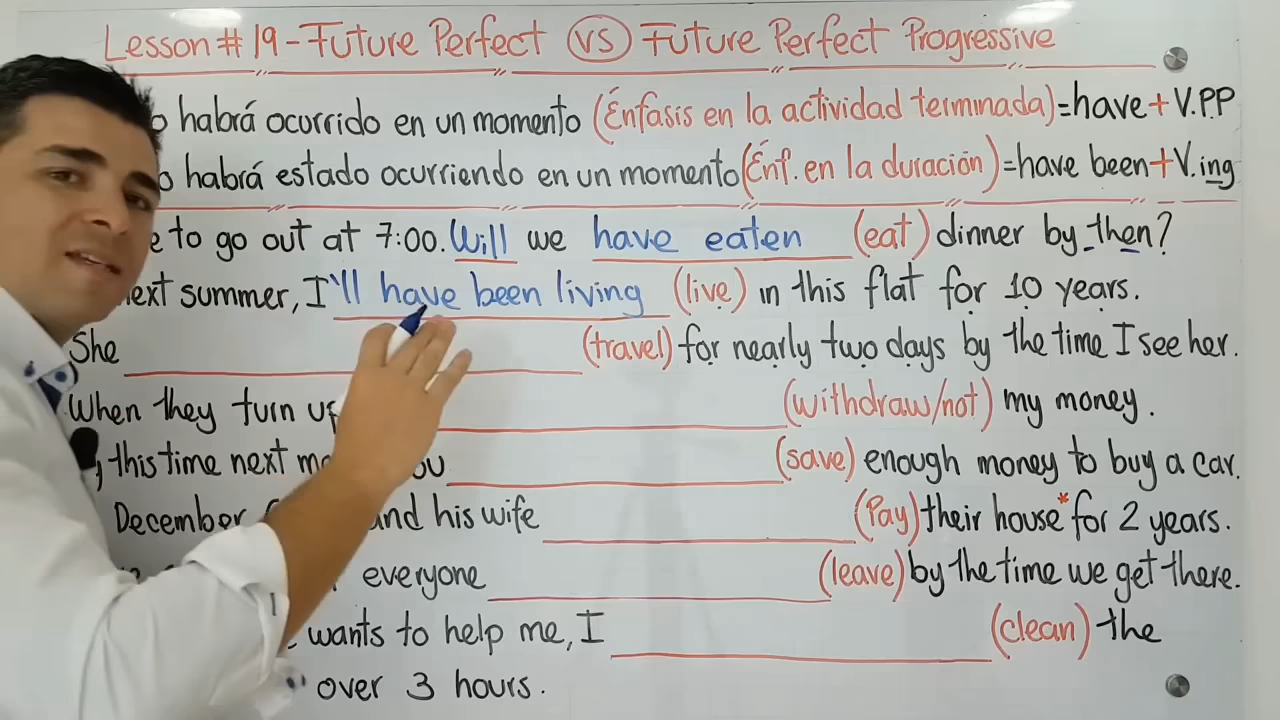 Lesson # 19 - Future Perfect VS Future Perfect Progressive
habrá ocurrido en un momento (Énfasis en la actividad terminada) = have + V.PP
habrá estado ocurriendo en un momento (Énf. en la duración) = have been + V.ing
to go out at 7:00. Will we have eaten (eat) dinner by then?
summer, I'll have been living (live) in this flat for 10 years.
She (travel) for nearly two days by the time I see her.
When they turn (withdraw/not) my money.
this time next (save) enough money to buy a car.
December and his wife (Pay) their house* for 2 years.
everyone (leave) by the time we get there.
wants to help me, I (clean) the
over 3 hours.